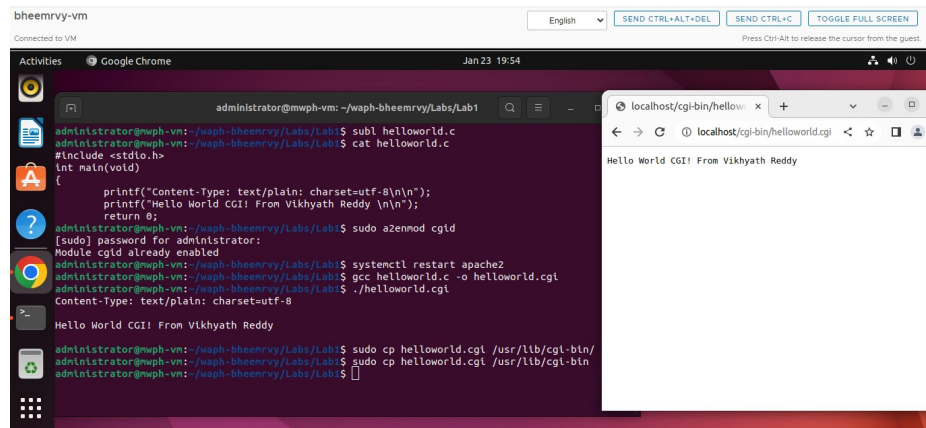 bheemrvy-vm
English
SEND CTRL+ALT+DEL
SEND CTRL+C
TOGGLE FULL SCREEN
Connected to VM
Press Ctrl-Alt to release the cursor from the guest.
Activities
Google Chrome
Jan 23 19:54
administrator@mwph-vm: ~/waph-bheemrvy/Labs/Lab1
administrator@mwph-vm:~/waph-bheemrvy/Labs/Lab1$ subl helloworld.c
administrator@mwph-vm:~/waph-bheemrvy/Labs/Lab1$ cat helloworld.c
#include <stdio.h>
int main(void)
{
printf("Content-Type: text/plain: charset=utf-8\n\n");
printf("Hello World CGI! From Vikhyath Reddy \n\n");
return 0;
administrator@mwph-vm:~/waph-bheemrvy/Labs/Lab1$ sudo a2enmod cgid
[sudo] password for administrator:
Module cgid already enabled
administrator@mwph-vm:~/waph-bheemrvy/Labs/Lab1$ systemctl restart apache2
administrator@mwph-vm:~/waph-bheemrvy/Labs/Lab1$ gcc helloworld.c -o helloworld.cgi
administrator@mwph-vm:~/waph-bheemrvy/Labs/Lab1$ ./helloworld.cgi
Content-Type: text/plain: charset=utf-8
Hello World CGI! From Vikhyath Reddy
administrator@mwph-vm:~/waph-bheemrvy/Labs/Lab1$ sudo cp helloworld.cgi /usr/lib/cgi-bin/
administrator@mwph-vm:~/waph-bheemrvy/Labs/Lab1$ sudo cp helloworld.cgi /usr/lib/cgi-bin
administrator@mwph-vm:~/waph-bheemrvy/Labs/Lab1$
localhost/cgi-bin/hellow
localhost/cgi-bin/helloworld.cgi
Hello World CGI! From Vikhyath Reddy